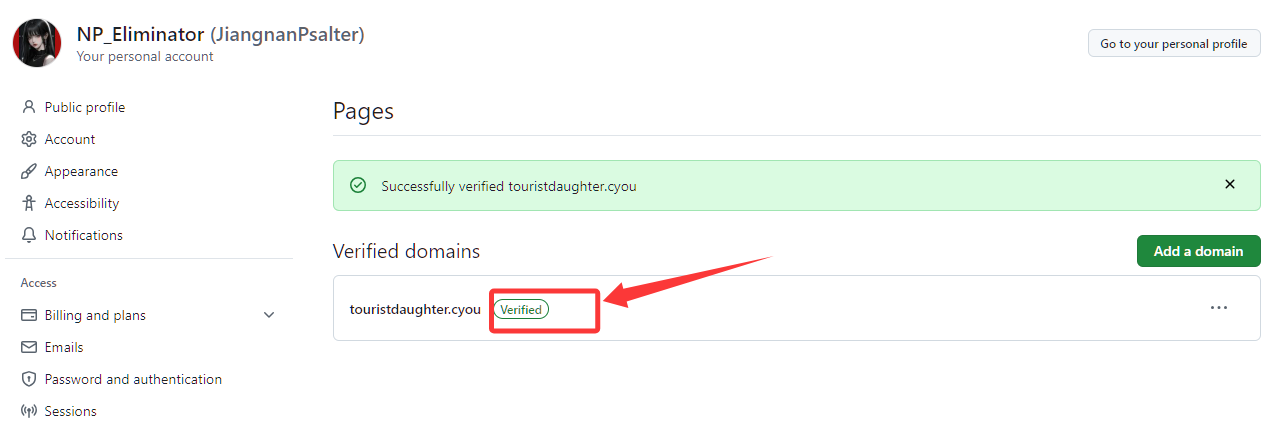 NP_Eliminator (JiangnanPsalter)
Your personal account
Go to your personal profile
Public profile
Account
Appearance
Accessibility
Notifications
Access
Billing and plans
Emails
Password and authentication
Sessions
Pages
Successfully verified touristdaughter.cyou
Verified domains
Add a domain
touristdaughter.cyou Verified